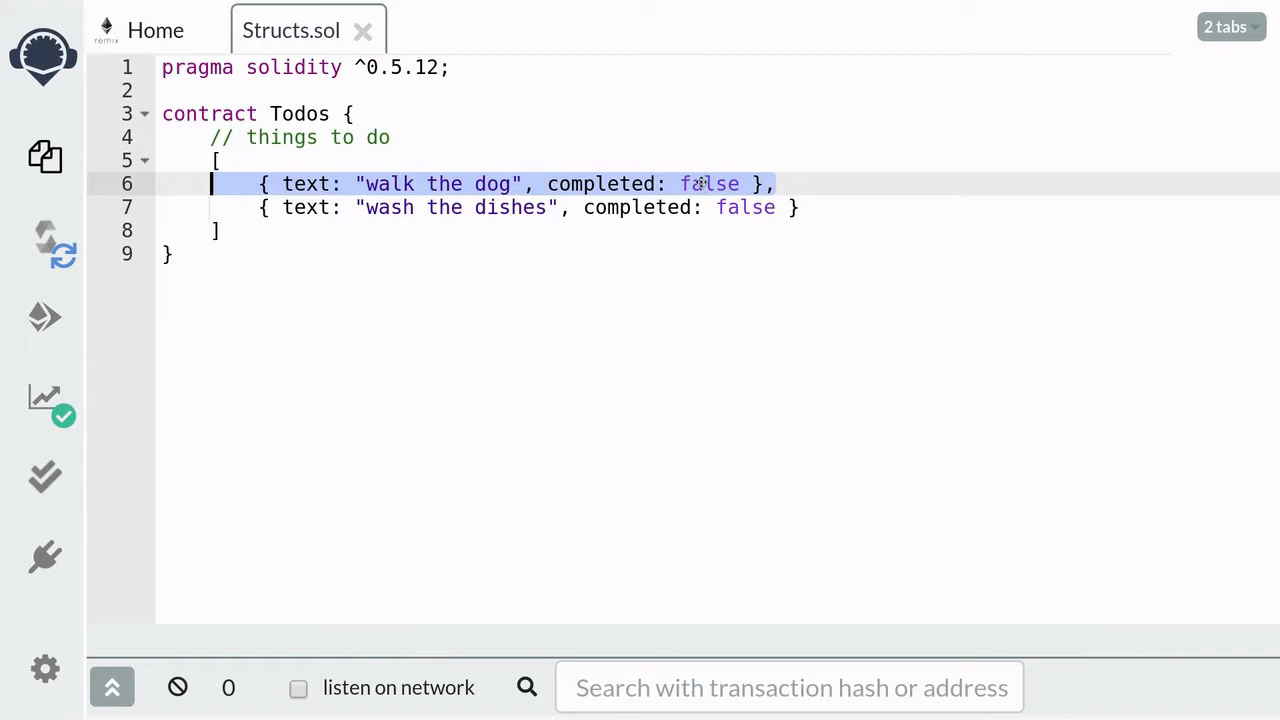 remix
Home
Structs.sol
2 tabs
1 pragma solidity ^0.5.12;
2
3 contract Todos {
4 // things to do
5 [
6 { text: "walk the dog", completed: false },
7 { text: "wash the dishes", completed: false }
8 ]
9 }
0
listen on network
Search with transaction hash or address